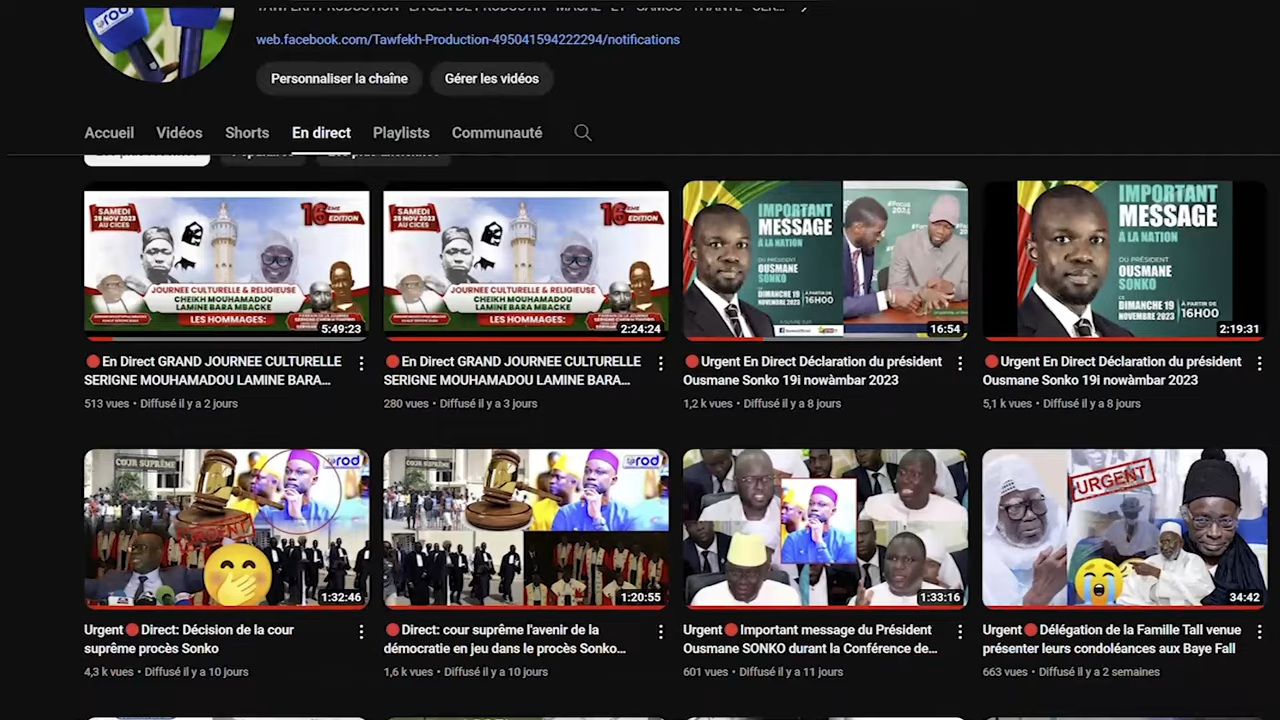 web.facebook.com/Tawfekh-Production-495041594222294/notifications
Personnaliser la chaîne
Gérer les vidéos
Accueil
Vidéos
Shorts
En direct
Playlists
Communauté
SAMEDI
AU CICES
16EME
EDITION
JOURNEE CULTURELLE & RELIGIEUSE
CHEIKH MOUHAMADOU
LAMINE BARA MBACKE
LES HOMMAGES:
5:49:23
SAMEDI
AU CICES
16EME
EDITION
JOURNEE CULTURELLE & RELIGIEUSE
CHEIKH MOUHAMADOU
LAMINE BARA MBACKE
LES HOMMAGES:
2:24:24
IMPORTANT
MESSAGE
À LA NATION
DU PRÉSIDENT
OUSMANE
SONKO
DIMANCHE 19
NOVEMBRE 2023
À PARTIR DE
16H00
16:54
IMPORTANT
MESSAGE
À LA NATION
DU PRÉSIDENT
OUSMANE
SONKO
DIMANCHE 19
NOVEMBRE 2023
À PARTIR DE
16H00
2:19:31
🔴En Direct GRAND JOURNEE CULTURELLE
SERIGNE MOUHAMADOU LAMINE BARA...
513 vues • Diffusé il y a 2 jours
🔴En Direct GRAND JOURNEE CULTURELLE
SERIGNE MOUHAMADOU LAMINE BARA...
280 vues • Diffusé il y a 3 jours
🔴Urgent En Direct Déclaration du président
Ousmane Sonko 19i nowàmbar 2023
1,2 k vues • Diffusé il y a 8 jours
🔴Urgent En Direct Déclaration du président
Ousmane Sonko 19i nowàmbar 2023
5,1 k vues • Diffusé il y a 8 jours
COUR SUPRÊME
rod
URGENT
1:32:46
COUR SUPRÊME
rod
1:20:55
1:33:16
URGENT
34:42
Urgent🔴Direct: Décision de la cour
suprême procès Sonko
4,3 k vues • Diffusé il y a 10 jours
🔴Direct: cour suprême l'avenir de la
démocratie en jeu dans le procès Sonko...
1,6 k vues • Diffusé il y a 10 jours
Urgent🔴Important message du Président
Ousmane SONKO durant la Conférence de...
601 vues • Diffusé il y a 11 jours
Urgent🔴Délégation de la Famille Tall venue
présenter leurs condoléances aux Baye Fall
663 vues • Diffusé il y a 2 semaines